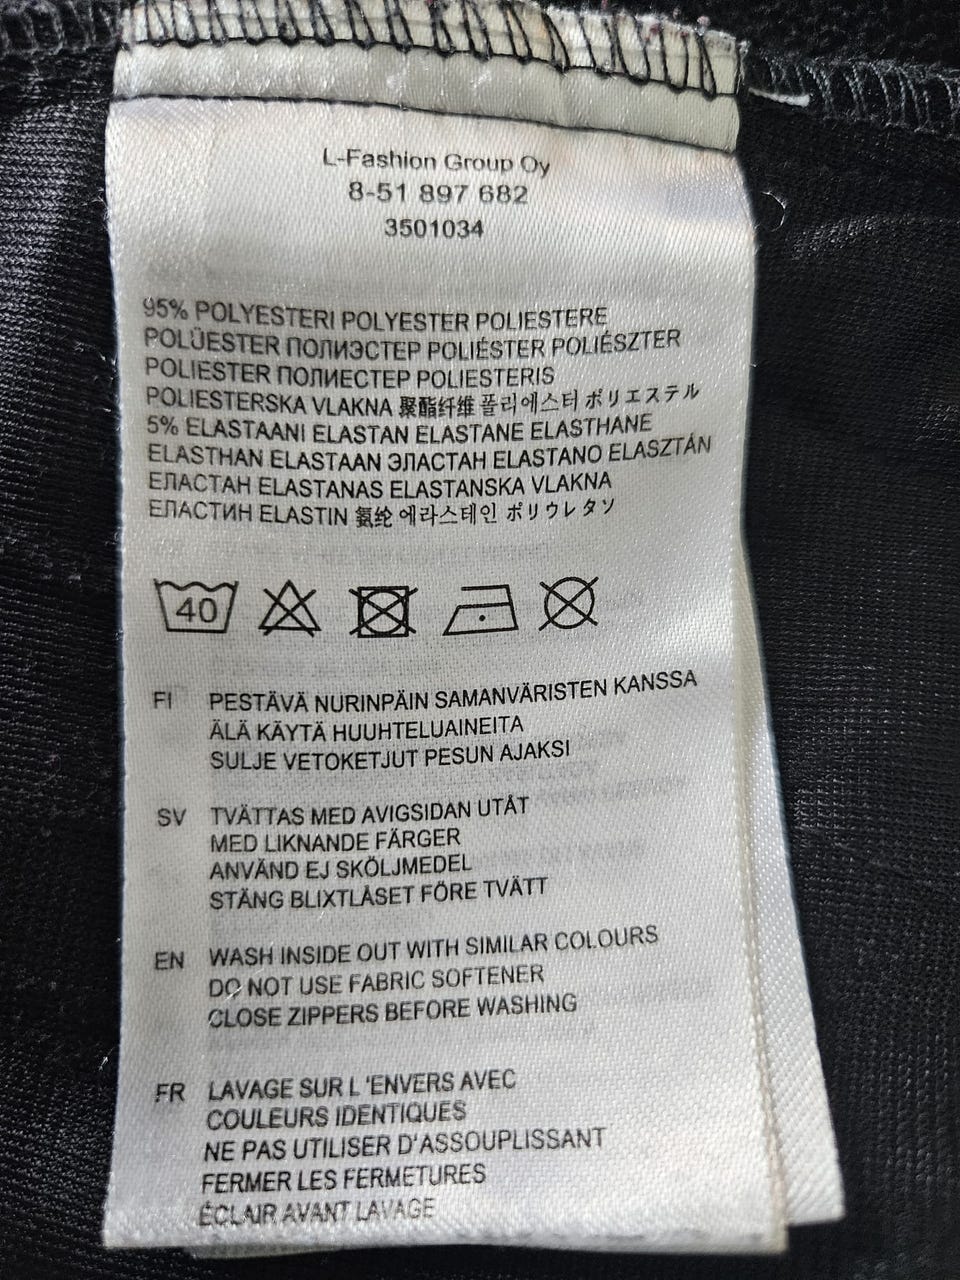 L-Fashion Group Oy
8-51 897 682
3501034
95% POLYESTERI POLYESTER POLIESTERE
POLÜESTER ПОЛИЭСТЕР POLIÉSTER POLIÉSZTER
POLIESTER ПОЛИЕСТЕР POLIESTERIS
POLIESTERSKA VLAKNA 聚酯纤维 폴리에스터 ポリエステル
5% ELASTAANI ELASTAN ELASTANE ELASTHANE
ELASTHAN ELASTAAN ЭЛАСТАН ELASTANO ELASZTÁN
ЕЛАСТАН ELASTANAS ELASTANSKA VLAKNA
ЕЛАСТИН ELASTIN 氨纶 에라스테인 ポリウレタソ
40
FI PESTÄVÄ NURINPÄIN SAMANVÄRISTEN KANSSA
ÄLÄ KÄYTÄ HUUHTELUAINEITA
SULJE VETOKETJUT PESUN AJAKSI
SV TVÄTTAS MED AVIGSIDAN UTÅT
MED LIKNANDE FÄRGER
ANVÄND EJ SKÖLJMEDEL
STÄNG BLIXTLÅSET FÖRE TVÄTT
EN WASH INSIDE OUT WITH SIMILAR COLOURS
DO NOT USE FABRIC SOFTENER
CLOSE ZIPPERS BEFORE WASHING
FR LAVAGE SUR L 'ENVERS AVEC
COULEURS IDENTIQUES
NE PAS UTILISER D'ASSOUPLISSANT
FERMER LES FERMETURES
ÉCLAIR AVANT LAVAGE